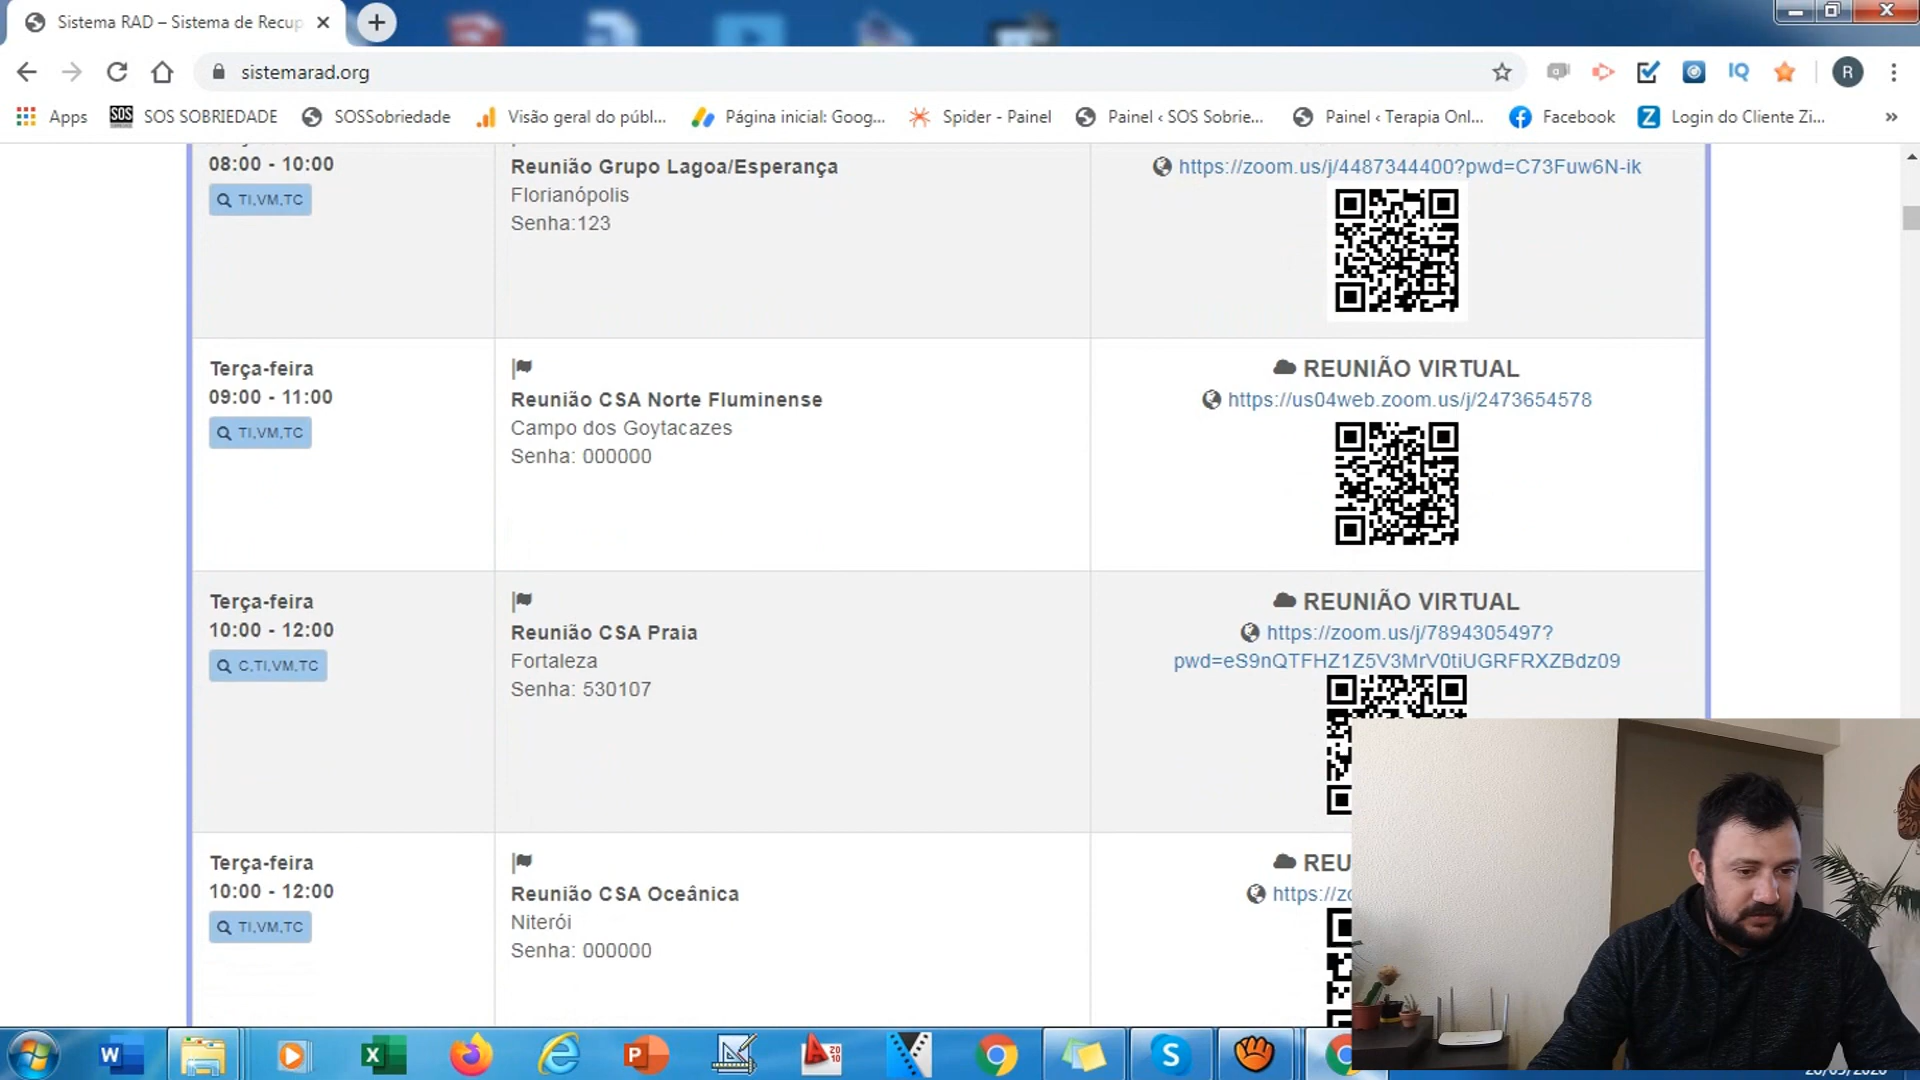 Sistema RAD – Sistema de Recup
sistemarad.org
IQ
R
Apps
SOS
SOS SOBRIEDADE
SOSSobriedade
Visão geral do públ...
Página inicial: Goog...
Spider - Painel
Painel ‹ SOS Sobrie...
Painel ‹ Terapia Onl...
Facebook
Z
Login do Cliente Zi...
»
08:00 - 10:00
TI,VM,TC
Reunião Grupo Lagoa/Esperança
Florianópolis
Senha:123
https://zoom.us/j/4487344400?pwd=C73Fuw6N-ik
Terça-feira
09:00 - 11:00
TI,VM,TC
Reunião CSA Norte Fluminense
Campo dos Goytacazes
Senha: 000000
REUNIÃO VIRTUAL
https://us04web.zoom.us/j/2473654578
Terça-feira
10:00 - 12:00
C,TI,VM,TC
Reunião CSA Praia
Fortaleza
Senha: 530107
REUNIÃO VIRTUAL
https://zoom.us/j/7894305497?
pwd=eS9nQTFHZ1Z5V3MrV0tiUGRFRXZBdz09
Terça-feira
10:00 - 12:00
TI,VM,TC
Reunião CSA Oceânica
Niterói
Senha: 000000
REU
https://zo